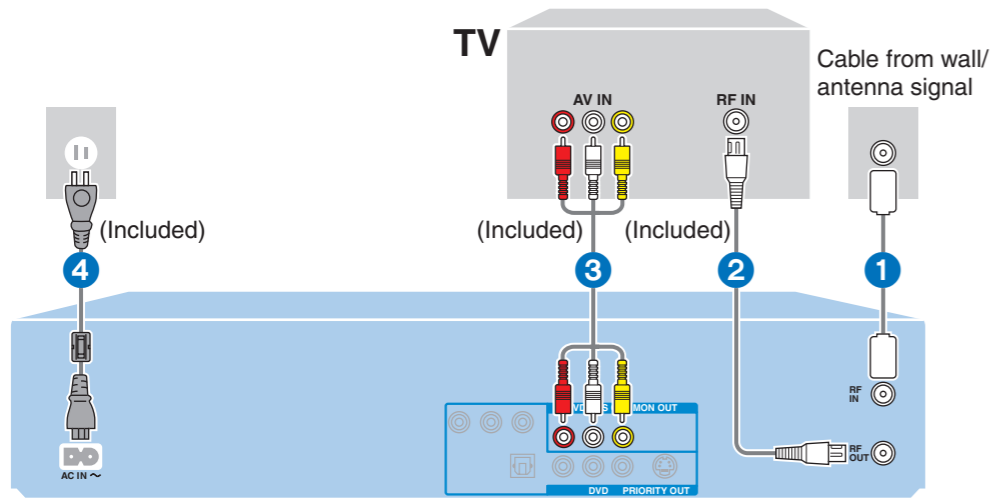 TV
Cable from wall/
antenna signal
AV IN
RF IN
(Included)
(Included)
(Included)
4
3
2
1
RF
IN
MON OUT
RF
OUT
AC IN ~
DVD PRIORITY OUT